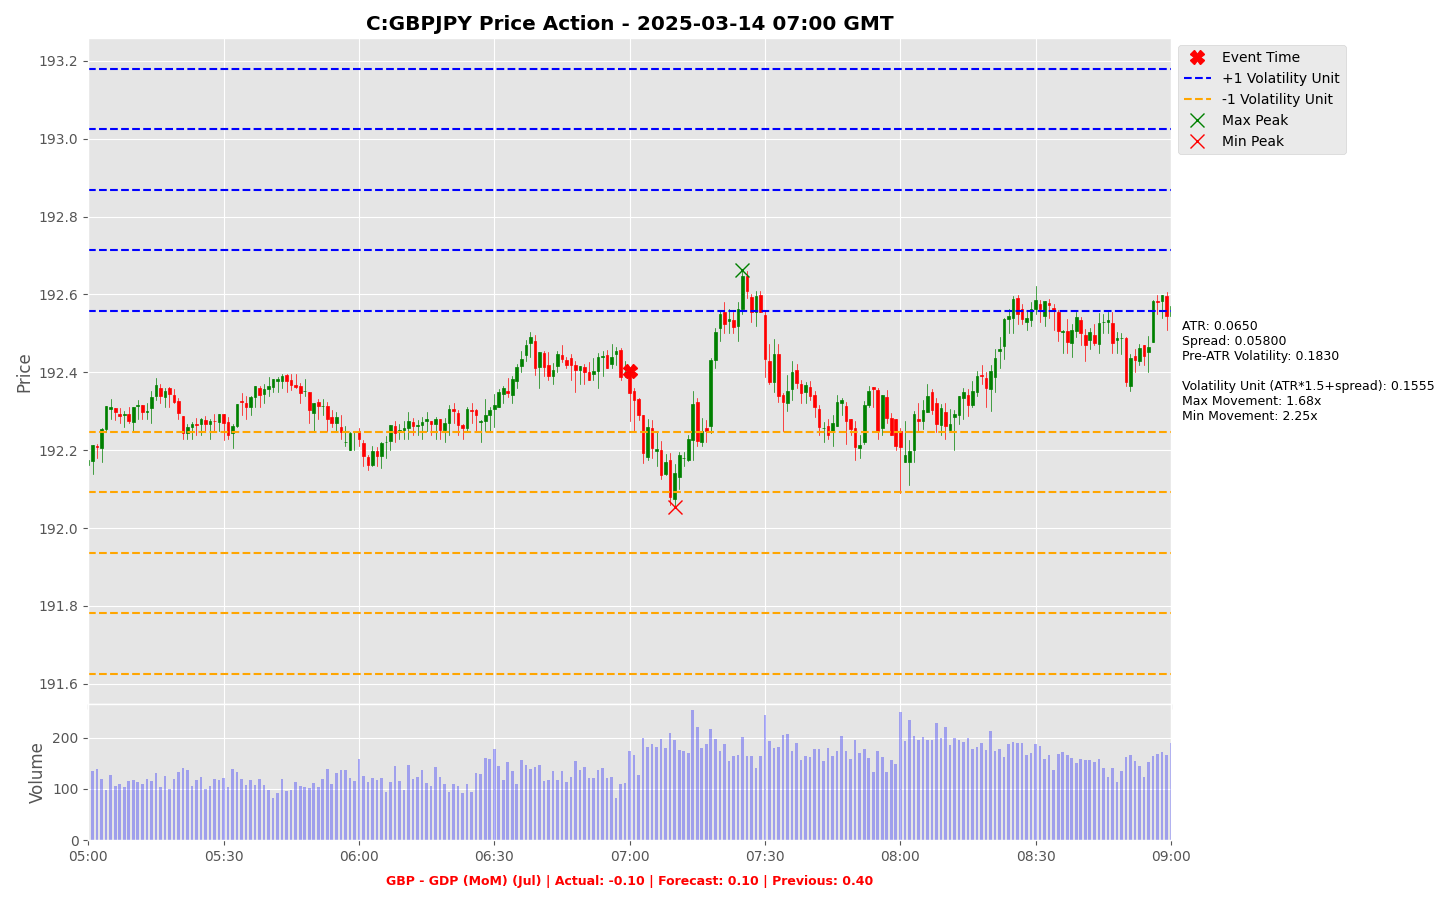 C:GBPJPY Price Action - 2025-03-14 07:00 GMT
Event Time
+1 Volatility Unit
-1 Volatility Unit
Max Peak
Min Peak
Price
193.2
193.0
192.8
192.6
192.4
192.2
192.0
191.8
191.6
ATR: 0.0650
Spread: 0.05800
Pre-ATR Volatility: 0.1830
Volatility Unit (ATR*1.5+spread): 0.1555
Max Movement: 1.68x
Min Movement: 2.25x
Volume
200
100
0
05:00 05:30 06:00 06:30 07:00 07:30 08:00 08:30 09:00
GBP - GDP (MoM) (Jul) | Actual: -0.10 | Forecast: 0.10 | Previous: 0.40